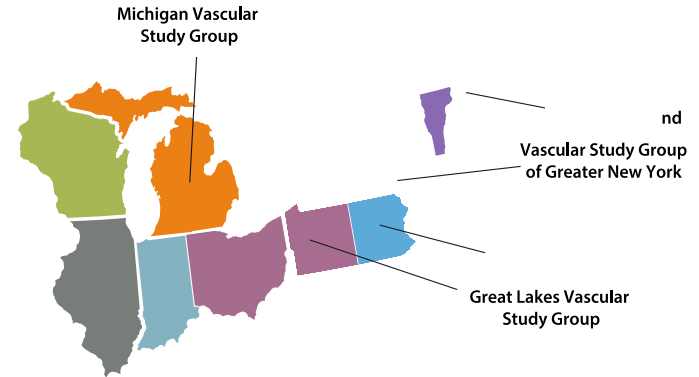 Michigan Vascular
Study Group
nd
Vascular Study Group
of Greater New York
Great Lakes Vascular
Study Group